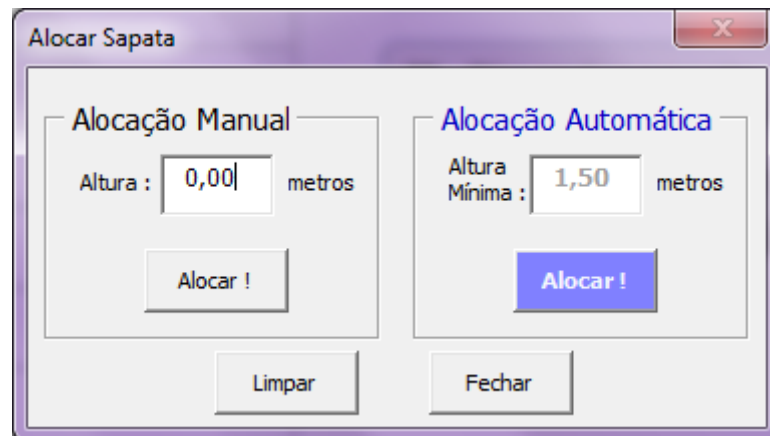 Alocar Sapata
Alocação Manual
Altura : 0,00 metros
Alocar !
Alocação Automática
Altura
Mínima : 1,50 metros
Alocar !
Limpar
Fechar